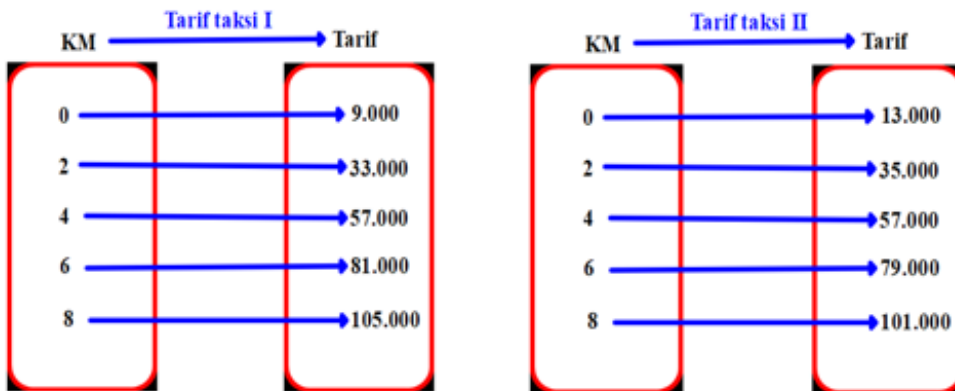 Tarif taksi I
KM Tarif
0 9.000
2 33.000
4 57.000
6 81.000
8 105.000
Tarif taksi II
KM Tarif
0 13.000
2 35.000
4 57.000
6 79.000
8 101.000